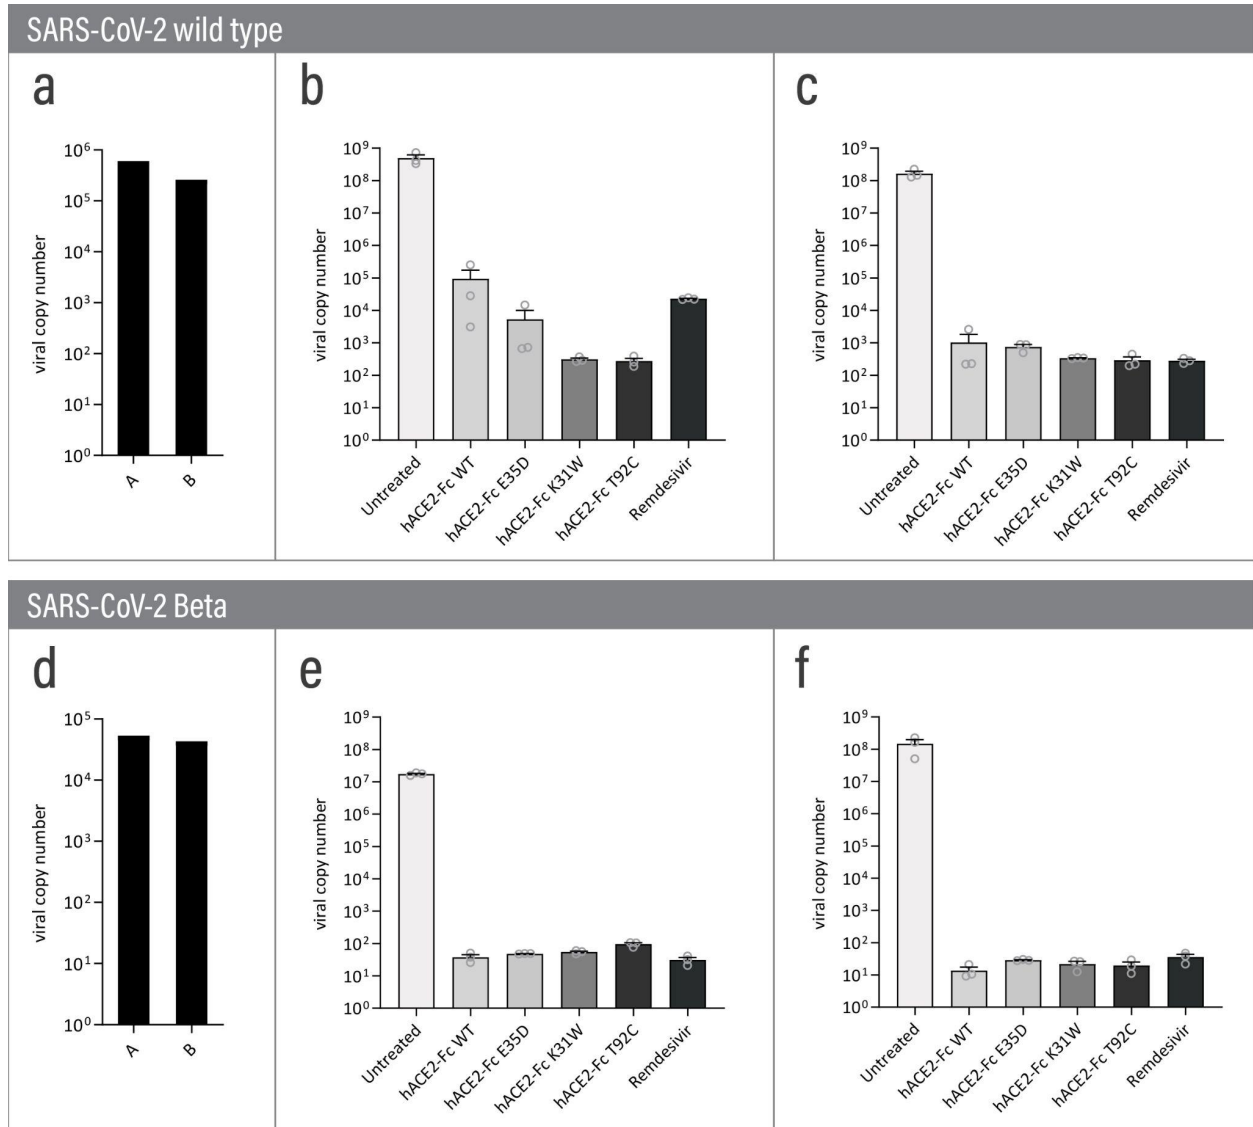 SARS-CoV-2 wild type
a
b
c
viral copy number
10⁶
10⁵
10⁴
10³
10²
10¹
10⁰
A
B
viral copy number
10⁹
10⁸
10⁷
10⁶
10⁵
10⁴
10³
10²
10¹
10⁰
Untreated
hACE2-Fc WT
hACE2-Fc E35D
hACE2-Fc K31W
hACE2-Fc T92C
Remdesivir
viral copy number
10⁹
10⁸
10⁷
10⁶
10⁵
10⁴
10³
10²
10¹
10⁰
Untreated
hACE2-Fc WT
hACE2-Fc E35D
hACE2-Fc K31W
hACE2-Fc T92C
Remdesivir
SARS-CoV-2 Beta
d
e
f
viral copy number
10⁵
10⁴
10³
10²
10¹
10⁰
A
B
viral copy number
10⁹
10⁸
10⁷
10⁶
10⁵
10⁴
10³
10²
10¹
10⁰
Untreated
hACE2-Fc WT
hACE2-Fc E35D
hACE2-Fc K31W
hACE2-Fc T92C
Remdesivir
viral copy number
10⁹
10⁸
10⁷
10⁶
10⁵
10⁴
10³
10²
10¹
10⁰
Untreated
hACE2-Fc WT
hACE2-Fc E35D
hACE2-Fc K31W
hACE2-Fc T92C
Remdesivir